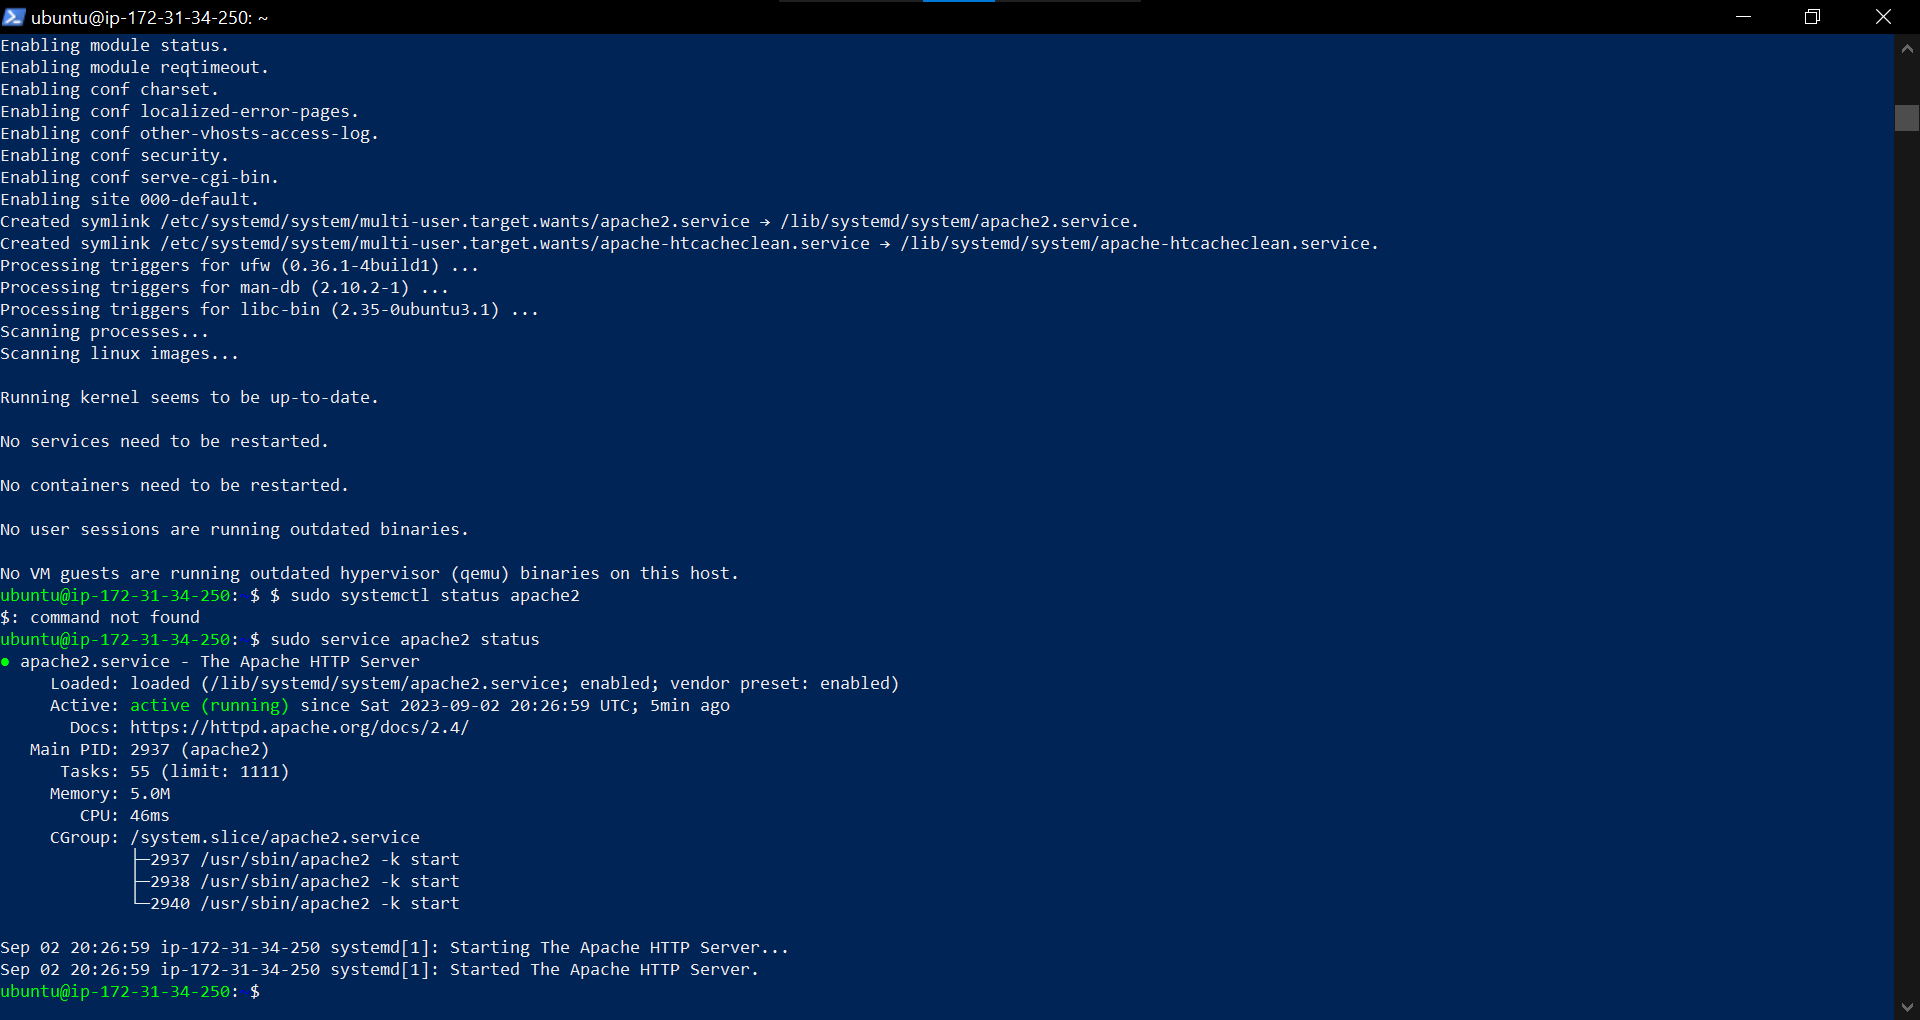 ubuntu@ip-172-31-34-250: ~
Enabling module status.
Enabling module reqtimeout.
Enabling conf charset.
Enabling conf localized-error-pages.
Enabling conf other-vhosts-access-log.
Enabling conf security.
Enabling conf serve-cgi-bin.
Enabling site 000-default.
Created symlink /etc/systemd/system/multi-user.target.wants/apache2.service → /lib/systemd/system/apache2.service.
Created symlink /etc/systemd/system/multi-user.target.wants/apache-htcacheclean.service → /lib/systemd/system/apache-htcacheclean.service.
Processing triggers for ufw (0.36.1-4build1) ...
Processing triggers for man-db (2.10.2-1) ...
Processing triggers for libc-bin (2.35-0ubuntu3.1) ...
Scanning processes...
Scanning linux images...
Running kernel seems to be up-to-date.
No services need to be restarted.
No containers need to be restarted.
No user sessions are running outdated binaries.
No VM guests are running outdated hypervisor (qemu) binaries on this host.
ubuntu@ip-172-31-34-250: $ $ sudo systemctl status apache2
$: command not found
ubuntu@ip-172-31-34-250: $ sudo service apache2 status
● apache2.service - The Apache HTTP Server
Loaded: loaded (/lib/systemd/system/apache2.service; enabled; vendor preset: enabled)
Active: active (running) since Sat 2023-09-02 20:26:59 UTC; 5min ago
Docs: https://httpd.apache.org/docs/2.4/
Main PID: 2937 (apache2)
Tasks: 55 (limit: 1111)
Memory: 5.0M
CPU: 46ms
CGroup: /system.slice/apache2.service
├─2937 /usr/sbin/apache2 -k start
├─2938 /usr/sbin/apache2 -k start
└─2940 /usr/sbin/apache2 -k start
Sep 02 20:26:59 ip-172-31-34-250 systemd[1]: Starting The Apache HTTP Server...
Sep 02 20:26:59 ip-172-31-34-250 systemd[1]: Started The Apache HTTP Server.
ubuntu@ip-172-31-34-250: $